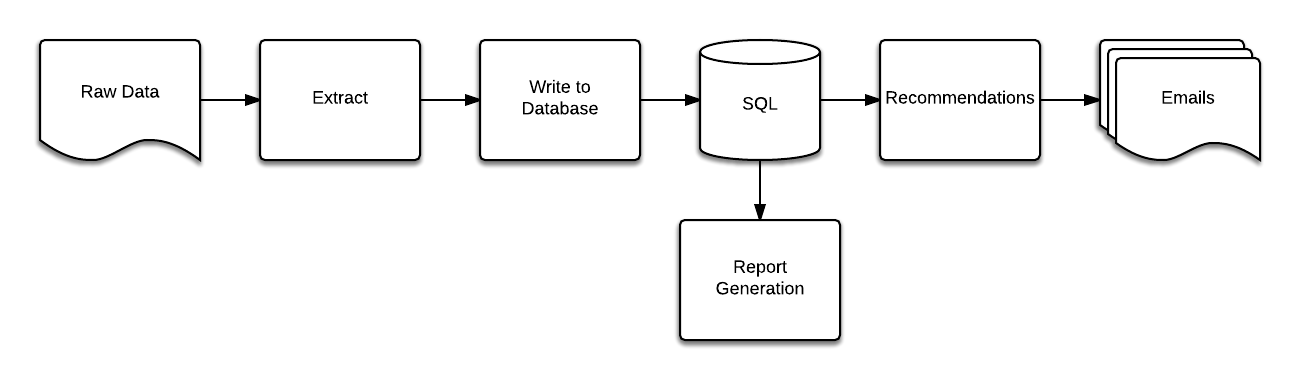 Raw Data
Extract
Write to
Database
SQL
Recommendations
Emails
Report
Generation